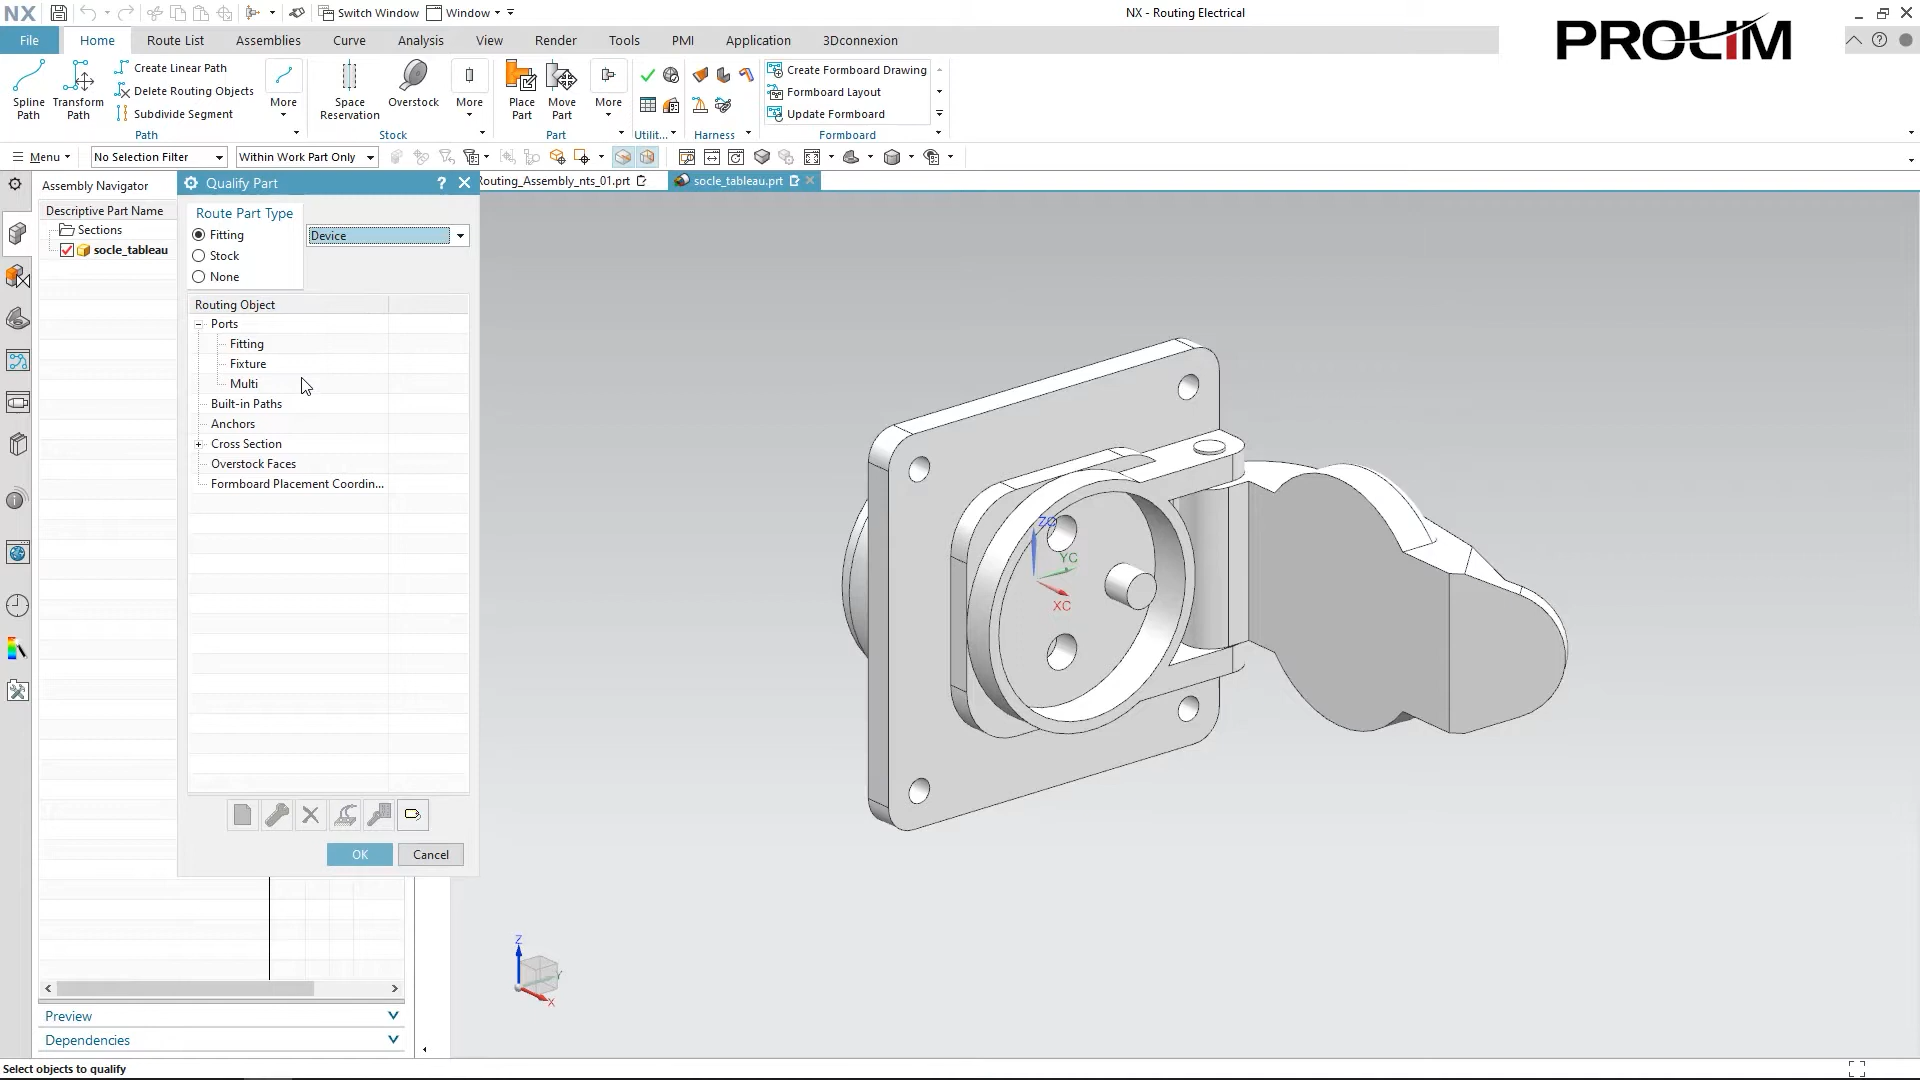 NX
Switch Window
Window
NX - Routing Electrical
File
Home
Route List
Assemblies
Curve
Analysis
View
Render
Tools
PMI
Application
3Dconnexion
PROLIM
Spline Path
Transform Path
Create Linear Path
Delete Routing Objects
Subdivide Segment
More
Space Reservation
Overstock
More
Place Part
Move Part
More
Create Formboard Drawing
Formboard Layout
Update Formboard
Path
Stock
Part
Utilit...
Harness
Formboard
Menu
No Selection Filter
Within Work Part Only
Assembly Navigator
Qualify Part
?
Routing_Assembly_nts_01.prt
socle_tableau.prt
Descriptive Part Name
Sections
socle_tableau
Route Part Type
Fitting
Device
Stock
None
Routing Object
Ports
Fitting
Fixture
Multi
Built-in Paths
Anchors
Cross Section
Overstock Faces
Formboard Placement Coordin...
OK
Cancel
YC
XC
Z
Y
X
Preview
Dependencies
Select objects to qualify